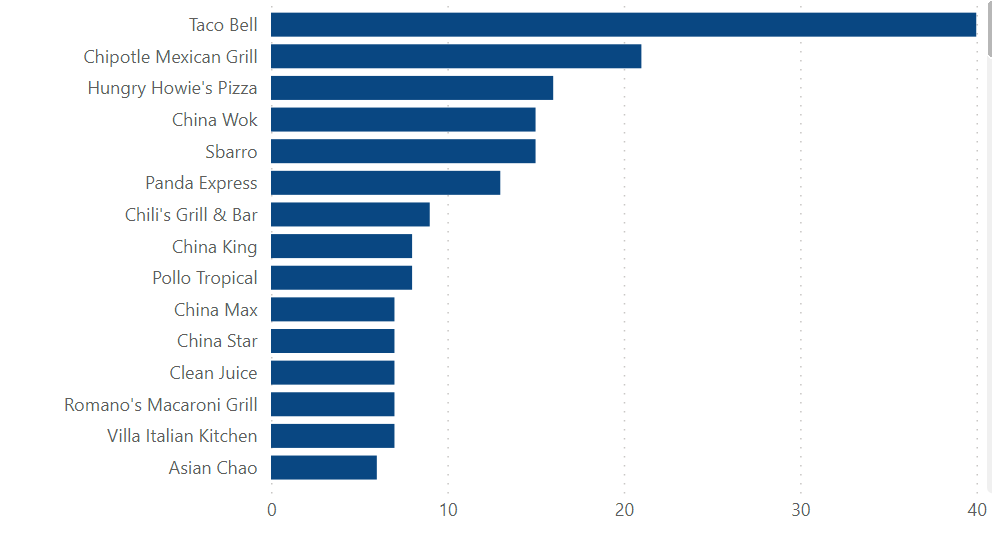 Taco Bell
Chipotle Mexican Grill
Hungry Howie's Pizza
China Wok
Sbarro
Panda Express
Chili's Grill & Bar
China King
Pollo Tropical
China Max
China Star
Clean Juice
Romano's Macaroni Grill
Villa Italian Kitchen
Asian Chao
0 10 20 30 40